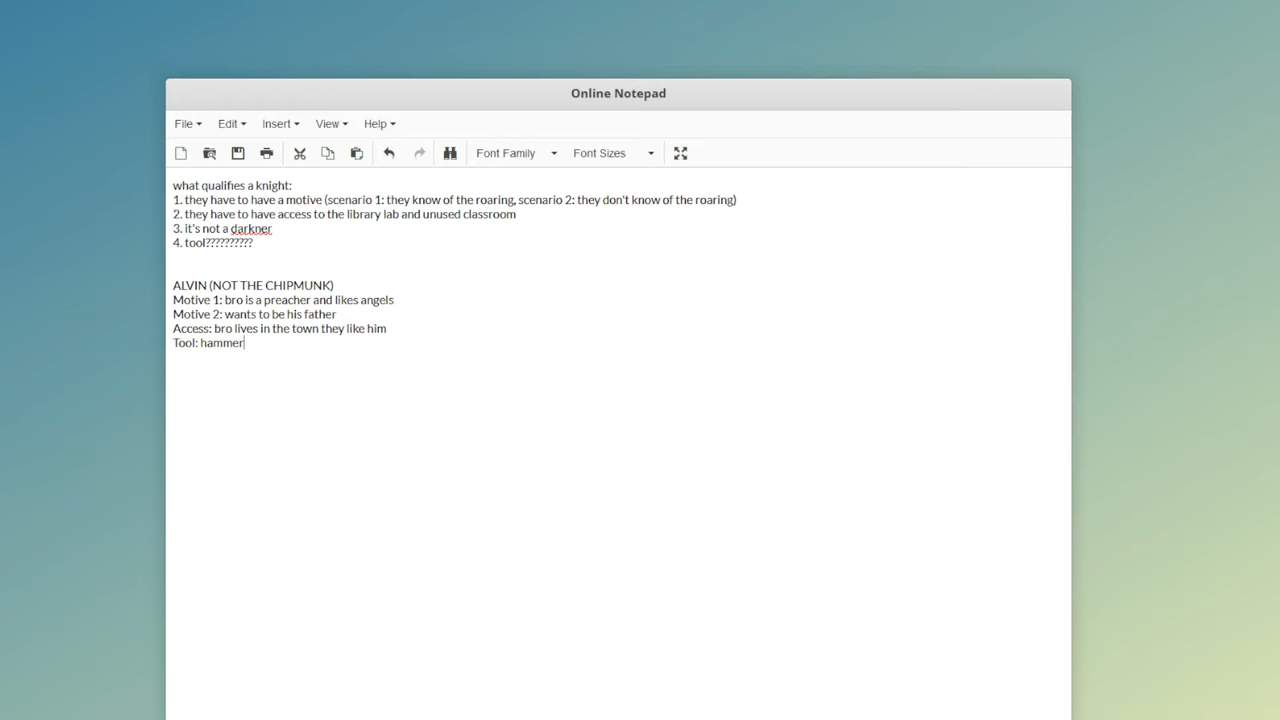 Online Notepad
File Edit Insert View Help
Font Family Font Sizes
what qualifies a knight:
1. they have to have a motive (scenario 1: they know of the roaring, scenario 2: they don't know of the roaring)
2. they have to have access to the library lab and unused classroom
3. it's not a darkner
4. tool??????????
ALVIN (NOT THE CHIPMUNK)
Motive 1: bro is a preacher and likes angels
Motive 2: wants to be his father
Access: bro lives in the town they like him
Tool: hammer